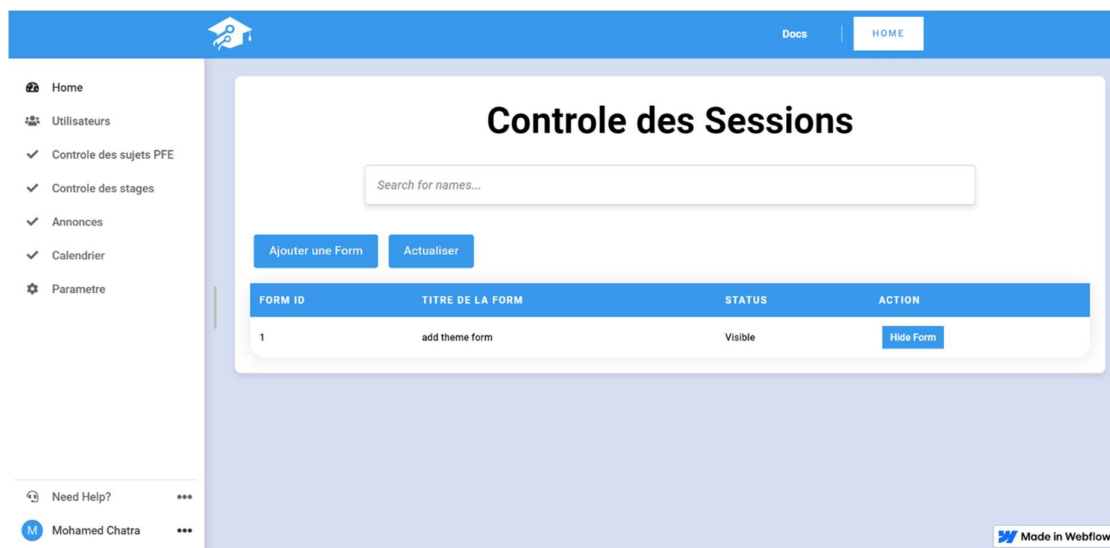 Docs
HOME
Home
Utilisateurs
Controle des sujets PFE
Controle des stages
Annonces
Calendrier
Parametre
Need Help?
M Mohamed Chatra
Controle des Sessions
Search for names...
Ajouter une Form Actualiser
FORM ID TITRE DE LA FORM STATUS ACTION
1 add theme form Visible Hide Form
Made in Webflow